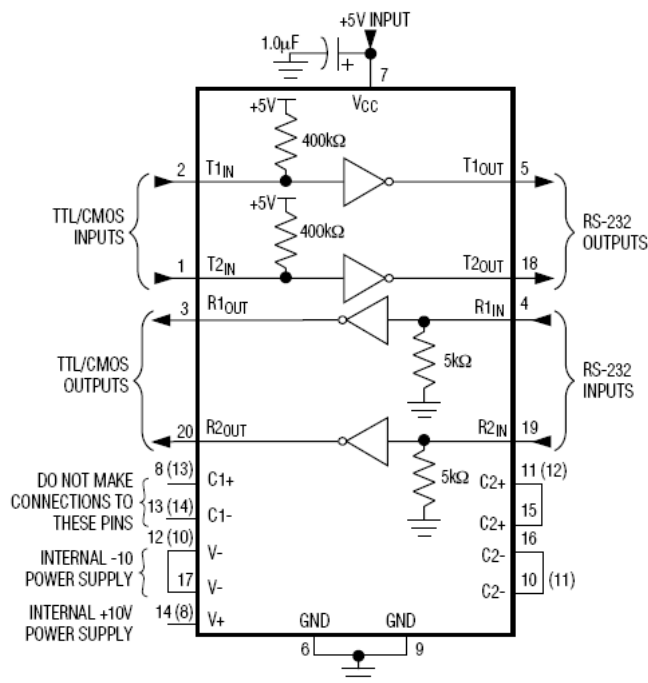 +5V INPUT
1.0µF
+
7
VCC
+5V
400kΩ
2
T1IN
T1OUT
5
TTL/CMOS
INPUTS
+5V
400kΩ
RS-232
OUTPUTS
1
T2IN
T2OUT
18
3
R1OUT
R1IN
4
TTL/CMOS
OUTPUTS
5kΩ
RS-232
INPUTS
20
R2OUT
R2IN
19
8 (13)
C1+
5kΩ
C2+
11 (12)
DO NOT MAKE
CONNECTIONS TO
THESE PINS
13 (14)
C1-
C2+
15
12 (10)
V-
C2-
16
INTERNAL -10
POWER SUPPLY
17
V-
C2-
10
(11)
INTERNAL +10V
POWER SUPPLY
14 (8)
V+
GND
GND
6
9